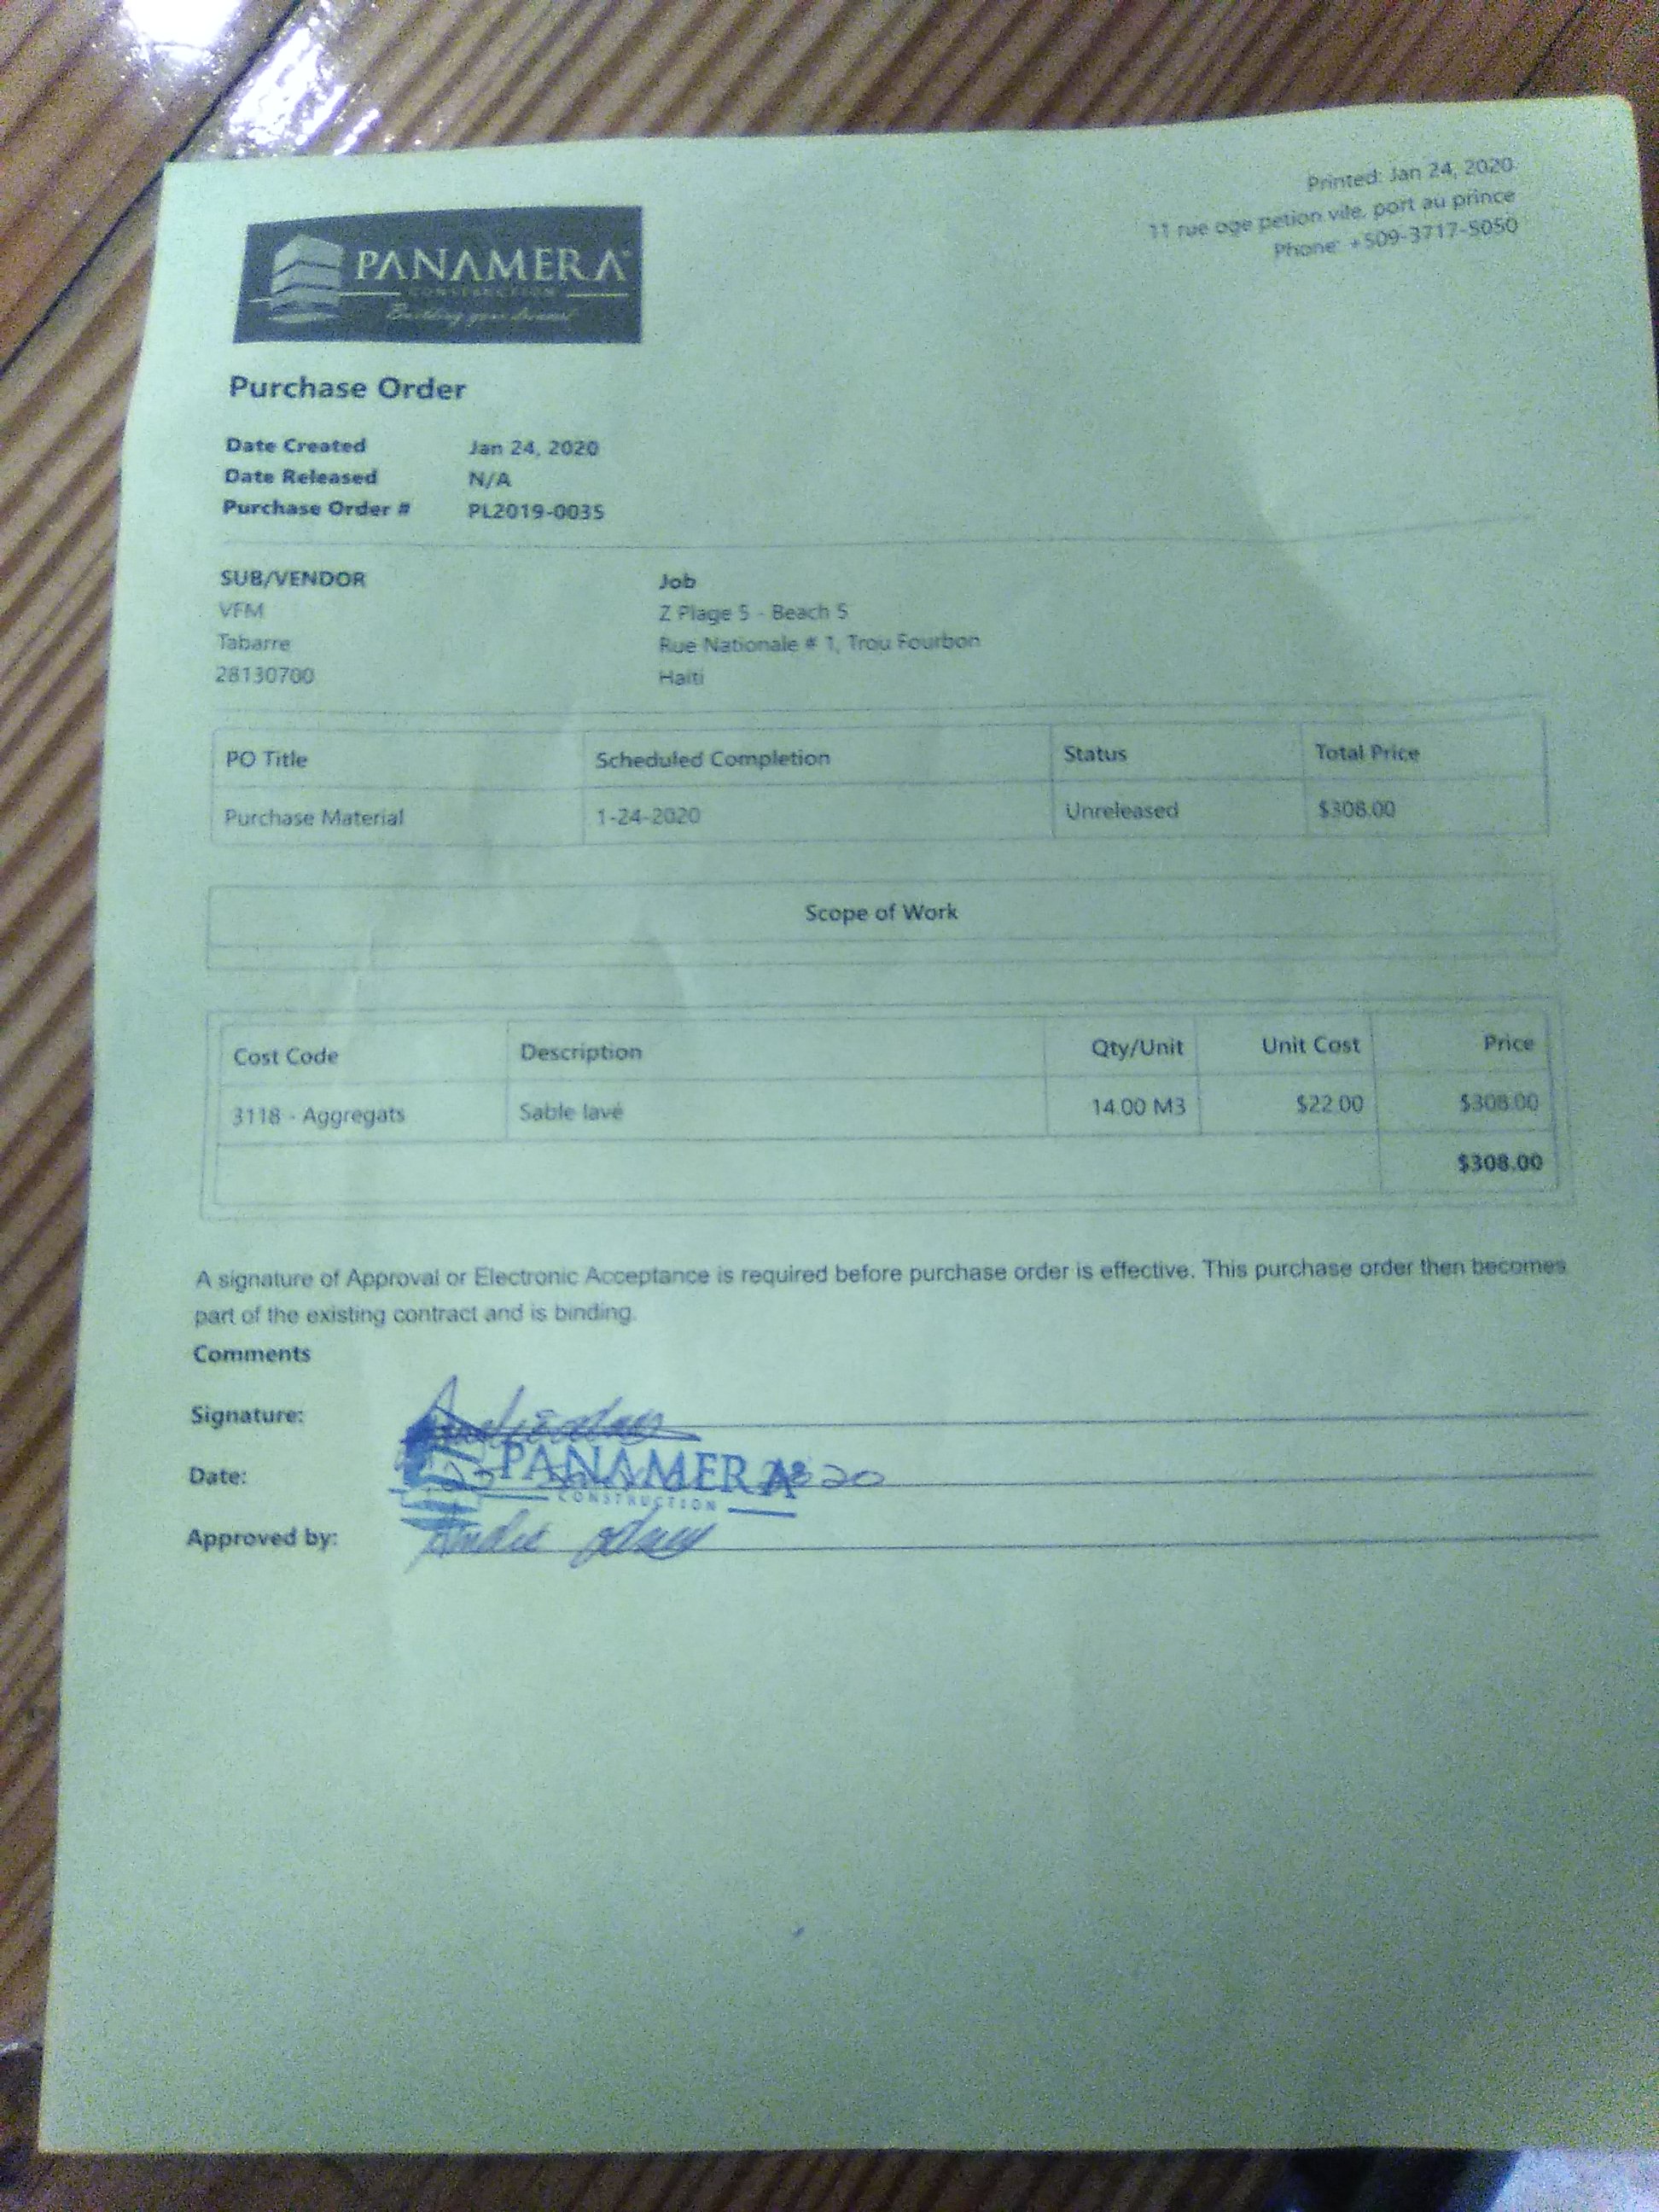 Printed: Jan 24, 2020
11 rue oge petion vile, port au prince
Phone: +509-3717-5050
PANAMERA
CONSTRUCTION
Building your dreams!
Purchase Order
Date Created Jan 24, 2020
Date Released N/A
Purchase Order # PL2019-0035
SUB/VENDOR Job
VFM Z Plage 5 - Beach 5
Tabarre Rue Nationale # 1, Trou Fourbon
28130700 Haiti
PO Title Scheduled Completion Status Total Price
Purchase Material 1-24-2020 Unreleased $308.00
Scope of Work
Cost Code Description Qty/Unit Unit Cost Price
3118 - Aggregats Sable lavé 14.00 M3 $22.00 $308.00
$308.00
A signature of Approval or Electronic Acceptance is required before purchase order is effective. This purchase order then becomes
part of the existing contract and is binding.
Comments
Signature:
Date:
PANAMERA
CONSTRUCTION
Approved by: